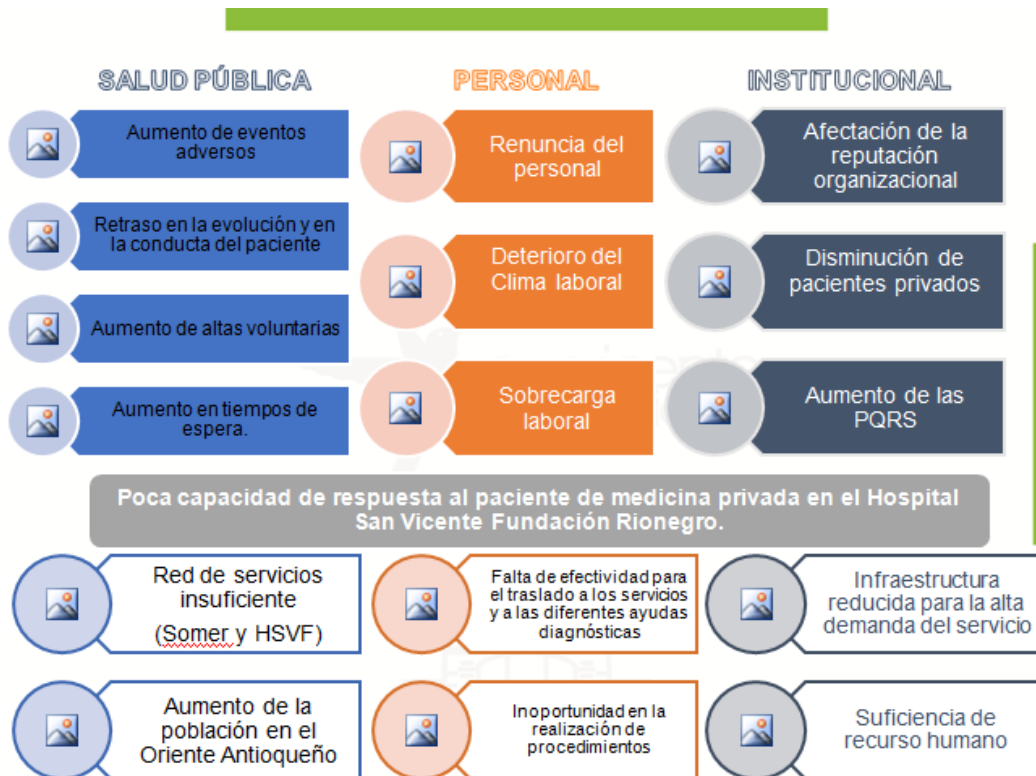 SALUD PÚBLICA
Aumento de eventos
adversos
Retraso en la evolución y en
la conducta del paciente
Aumento de altas voluntarias
Aumento en tiempos de
espera.
PERSONAL
Renuncia del
personal
Deterioro del
Clima laboral
Sobrecarga
laboral
INSTITUCIONAL
Afectación de la
reputación
organizacional
Disminución de
pacientes privados
Aumento de las
PQRS
Poca capacidad de respuesta al paciente de medicina privada en el Hospital
San Vicente Fundación Rionegro.
Red de servicios
insuficiente
(Somer y HSVF)
Aumento de la
población en el
Oriente Antioqueño
Falta de efectividad para
el traslado a los servicios
y a las diferentes ayudas
diagnósticas
Inoportunidad en la
realización de
procedimientos
Infraestructura
reducida para la alta
demanda del servicio
Suficiencia de
recurso humano